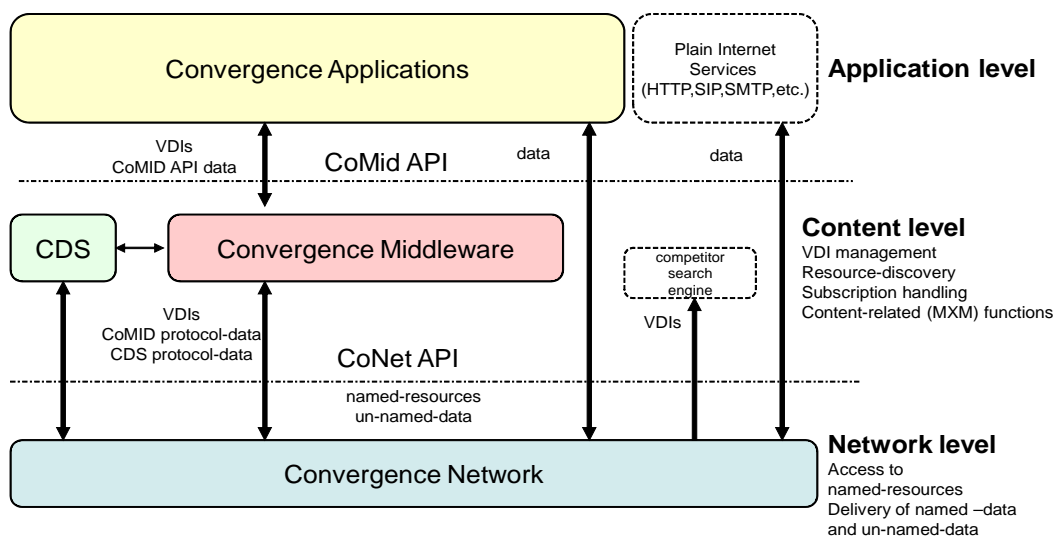 Convergence Applications
Plain Internet
Services
(HTTP,SIP,SMTP,etc.)
Application level
VDIs
CoMID API data
CoMid API
data
data
CDS
Convergence Middleware
competitor
search
engine
Content level
VDI management
Resource-discovery
Subscription handling
Content-related (MXM) functions
VDIs
CoMID protocol-data
CDS protocol-data
VDIs
CoNet API
named-resources
un-named-data
Convergence Network
Network level
Access to
named-resources
Delivery of named –data
and un-named-data